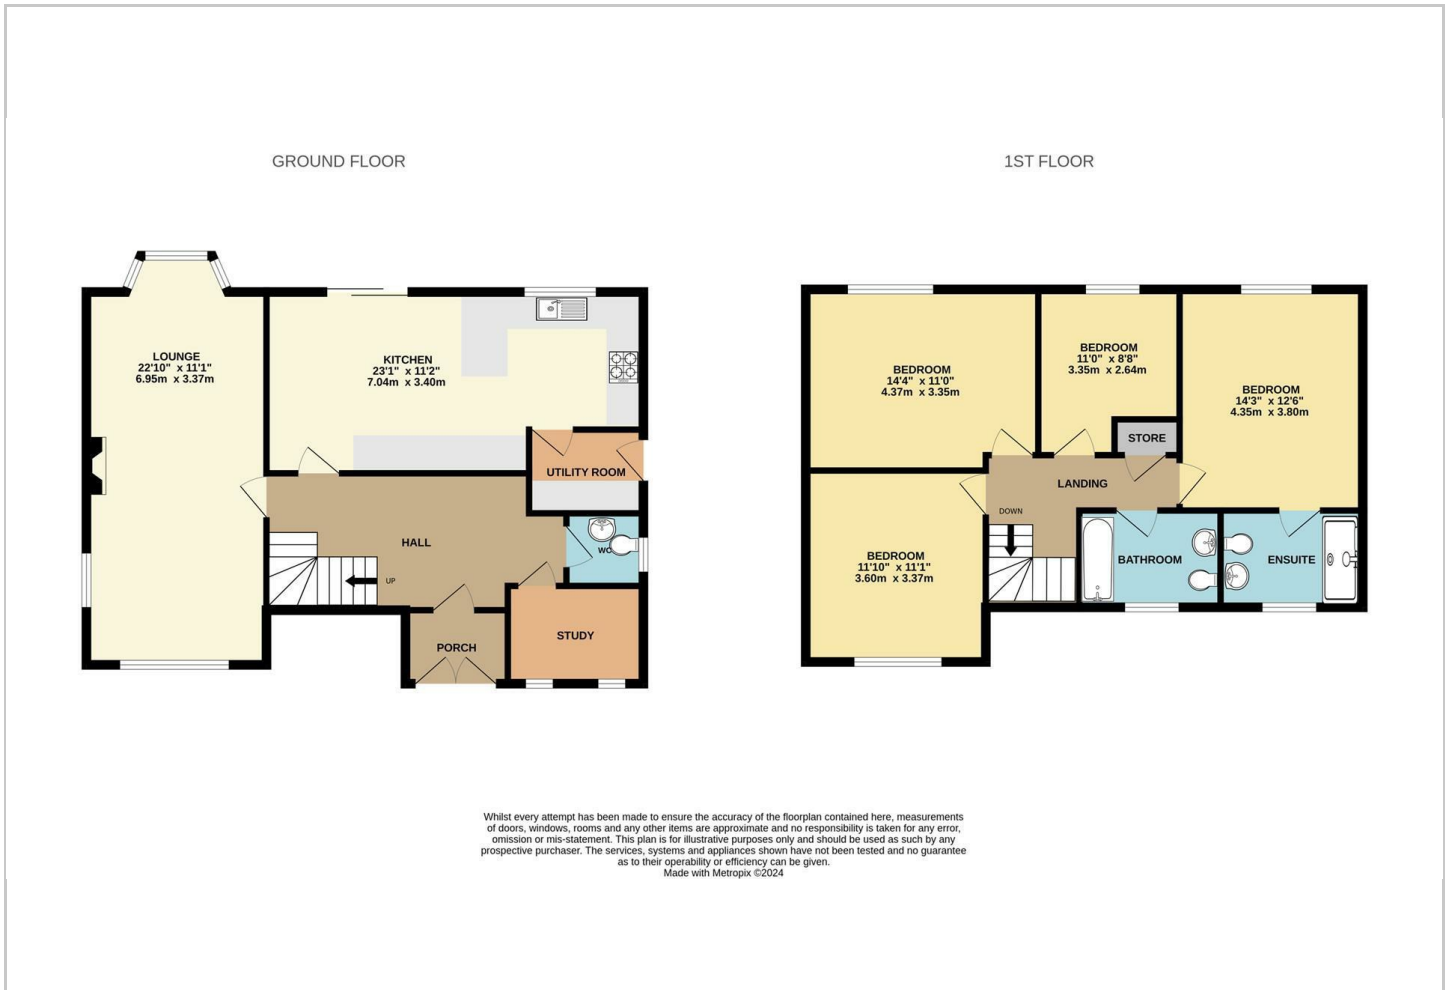 GROUND FLOOR
LOUNGE
22'10" x 11'1"
6.95m x 3.37m
KITCHEN
23'1" x 11'2"
7.04m x 3.40m
UTILITY ROOM
HALL
WC
UP
STUDY
PORCH
1ST FLOOR
BEDROOM
14'4" x 11'0"
4.37m x 3.35m
BEDROOM
11'0" x 8'8"
3.35m x 2.64m
BEDROOM
14'3" x 12'6"
4.35m x 3.80m
STORE
LANDING
DOWN
BEDROOM
11'10" x 11'1"
3.60m x 3.37m
BATHROOM
ENSUITE
Whilst every attempt has been made to ensure the accuracy of the floorplan contained here, measurements
of doors, windows, rooms and any other items are approximate and no responsibility is taken for any error,
omission or mis-statement. This plan is for illustrative purposes only and should be used as such by any
prospective purchaser. The services, systems and appliances shown have not been tested and no guarantee
as to their operability or efficiency can be given.
Made with Metropix ©2024